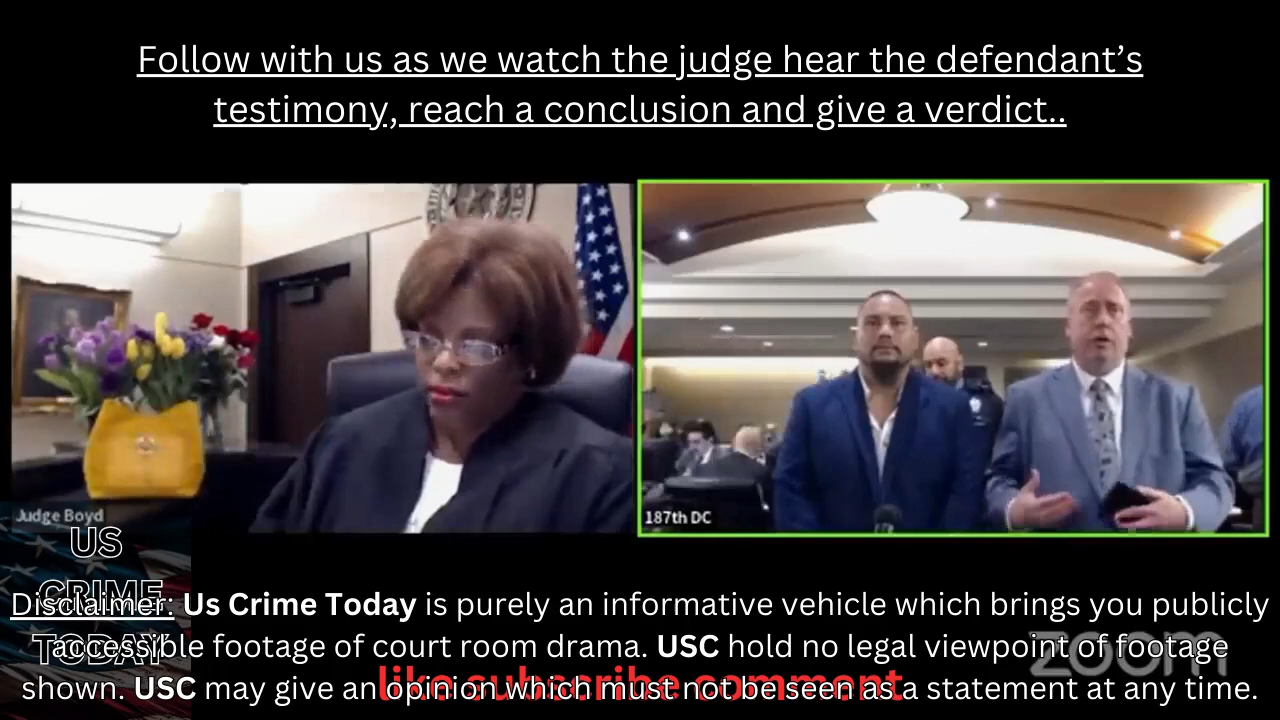 Follow with us as we watch the judge hear the defendant’s
testimony, reach a conclusion and give a verdict..
Judge Boyd
187th DC
US
CRIME
TODAY
Disclaimer: Us Crime Today is purely an informative vehicle which brings you publicly
accessible footage of court room drama. USC hold no legal viewpoint of footage
shown. USC may give an opinion which must not be seen as a statement at any time.
zoom
like subscribe comment